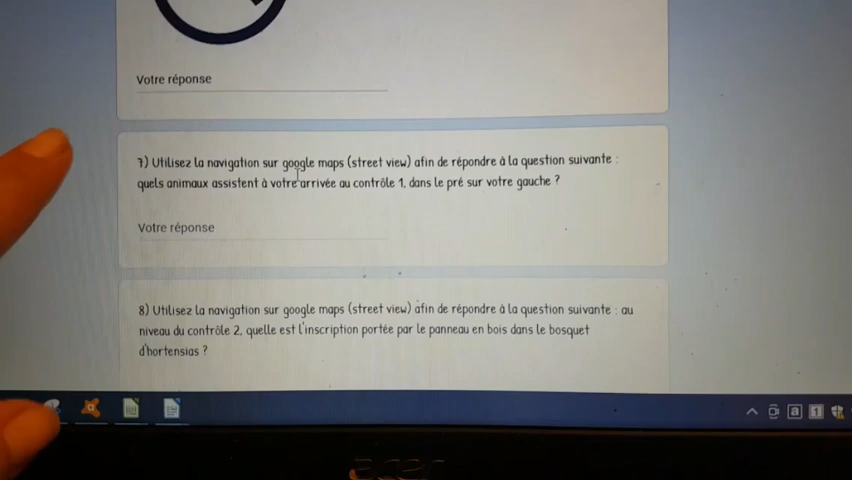 Votre réponse
7) Utilisez la navigation sur google maps (street view) afin de répondre à la question suivante :
quels animaux assistent à votre arrivée au contrôle 1, dans le pré sur votre gauche ?
Votre réponse
8) Utilisez la navigation sur google maps (street view) afin de répondre à la question suivante : au
niveau du contrôle 2, quelle est l'inscription portée par le panneau en bois dans le bosquet
d'hortensias ?
acer